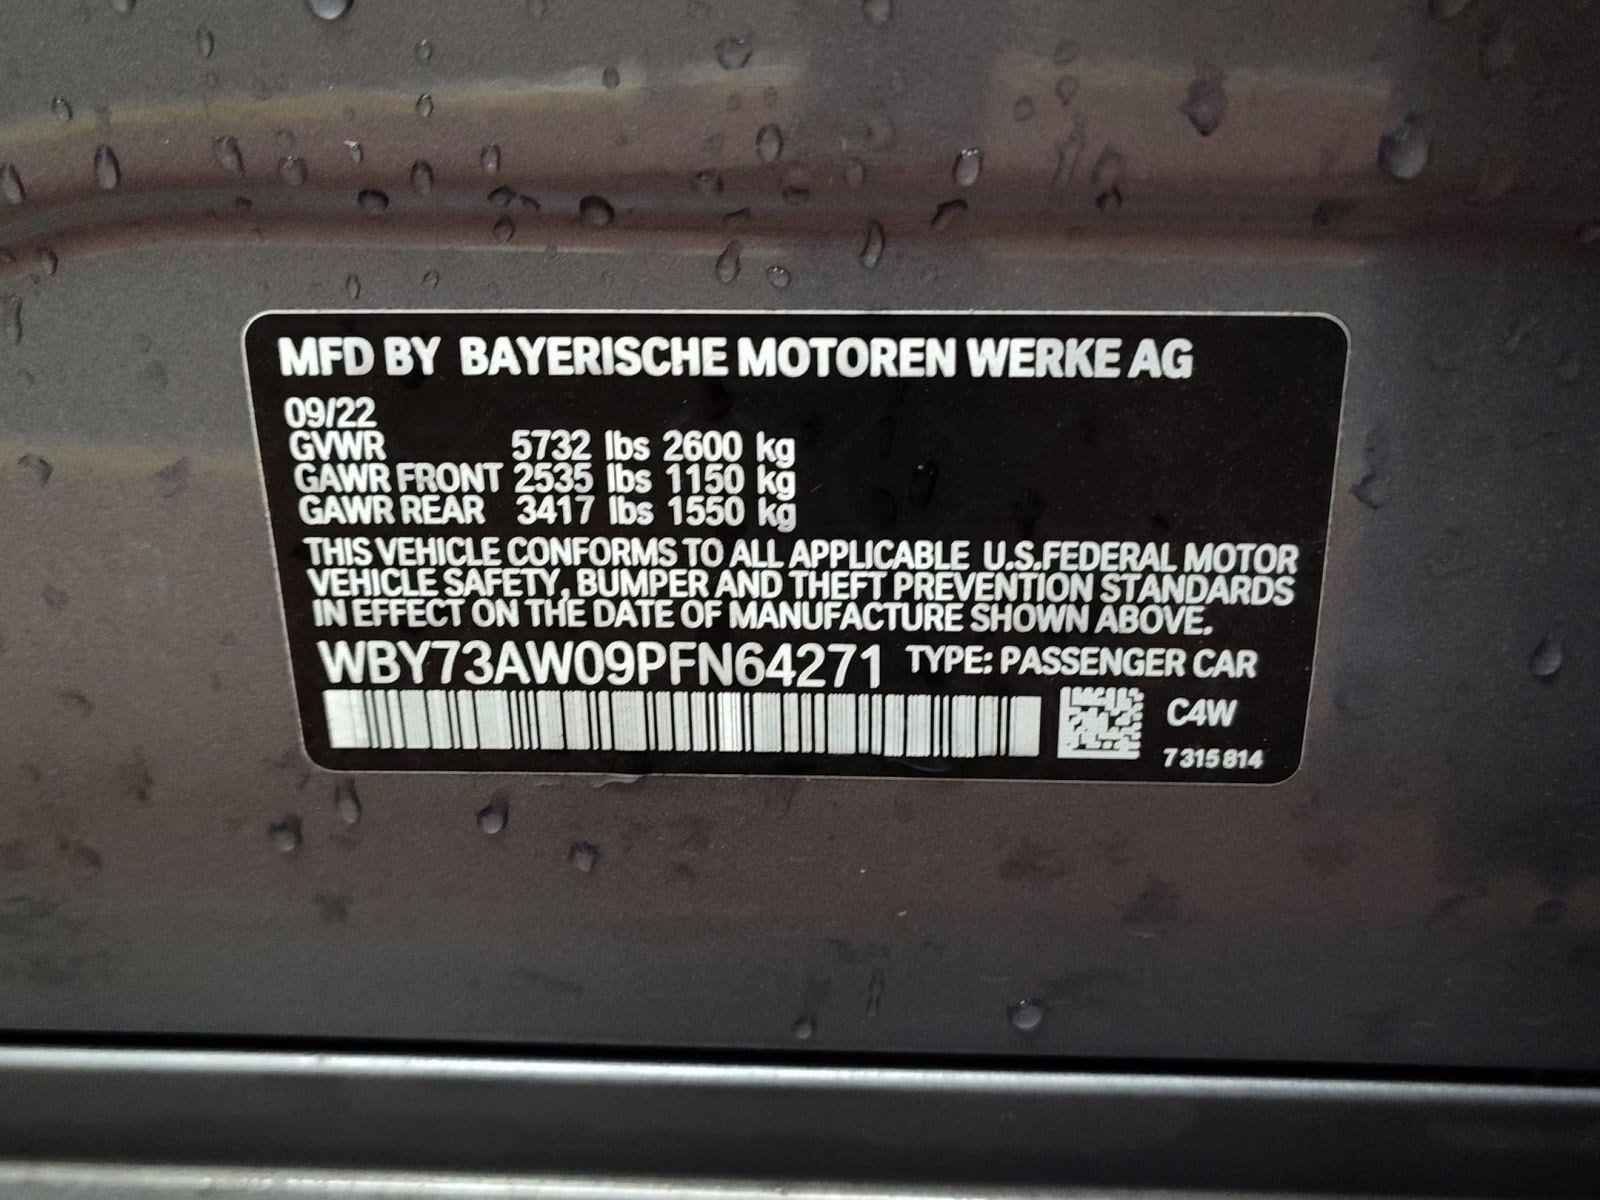 MFD BY BAYERISCHE MOTOREN WERKE AG
09/22
GVWR 5732 lbs 2600 kg
GAWR FRONT 2535 lbs 1150 kg
GAWR REAR 3417 lbs 1550 kg
THIS VEHICLE CONFORMS TO ALL APPLICABLE U.S.FEDERAL MOTOR
VEHICLE SAFETY, BUMPER AND THEFT PREVENTION STANDARDS
IN EFFECT ON THE DATE OF MANUFACTURE SHOWN ABOVE.
WBY73AW09PFN64271 TYPE: PASSENGER CAR
C4W
7 315 814